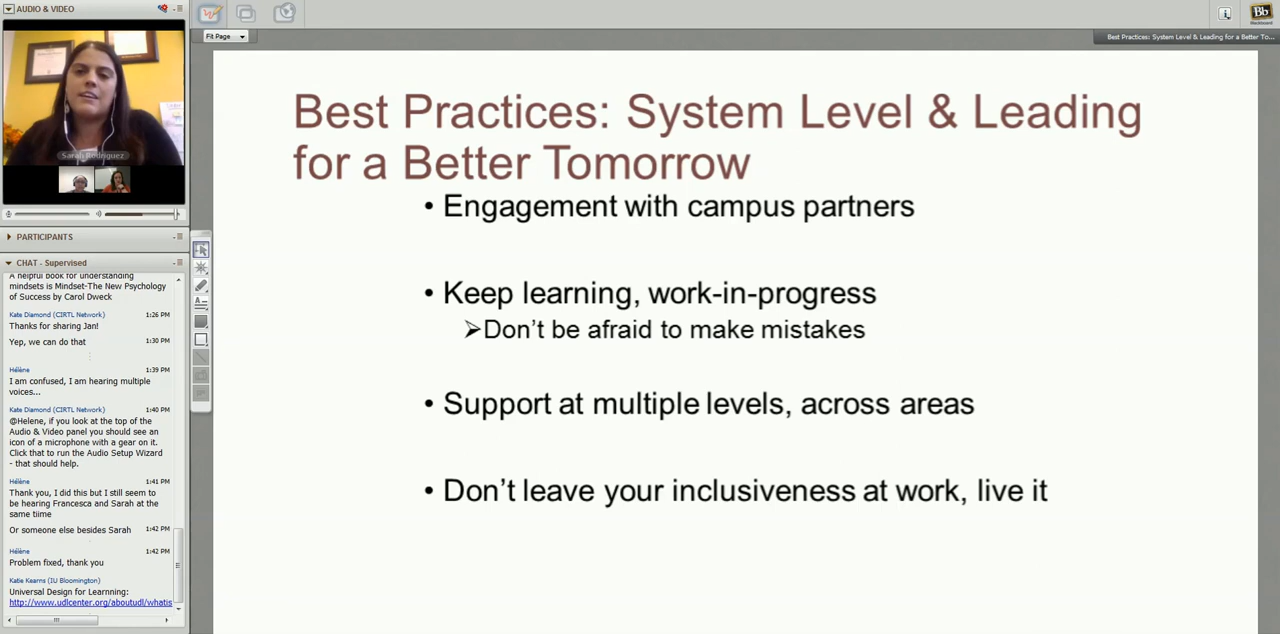 AUDIO & VIDEO
Sarah Rodriguez
PARTICIPANTS
CHAT - Supervised
A helpful book for understanding
mindsets is Mindset-The New Psychology
of Success by Carol Dweck
Kate Diamond (CIRTL Network) 1:26 PM
Thanks for sharing Jan!
Yep, we can do that 1:30 PM
Hélène 1:39 PM
I am confused, I am hearing multiple
voices...
Kate Diamond (CIRTL Network) 1:40 PM
@Helene, if you look at the top of the
Audio & Video panel you should see an
icon of a microphone with a gear on it.
Click that to run the Audio Setup Wizard
- that should help.
Hélène 1:41 PM
Thank you, I did this but I still seem to
be hearing Francesca and Sarah at the
same tiime
Or someone else besides Sarah 1:42 PM
Hélène 1:42 PM
Problem fixed, thank you
Katie Kearns (IU Bloomington)
Universal Design for Learnning:
http://www.udlcenter.org/aboutudl/whatis
Fit Page
Bb
Blackboard
Best Practices: System Level & Leading for a Better To...
Best Practices: System Level & Leading
for a Better Tomorrow
• Engagement with campus partners
• Keep learning, work-in-progress
➢Don't be afraid to make mistakes
• Support at multiple levels, across areas
• Don't leave your inclusiveness at work, live it